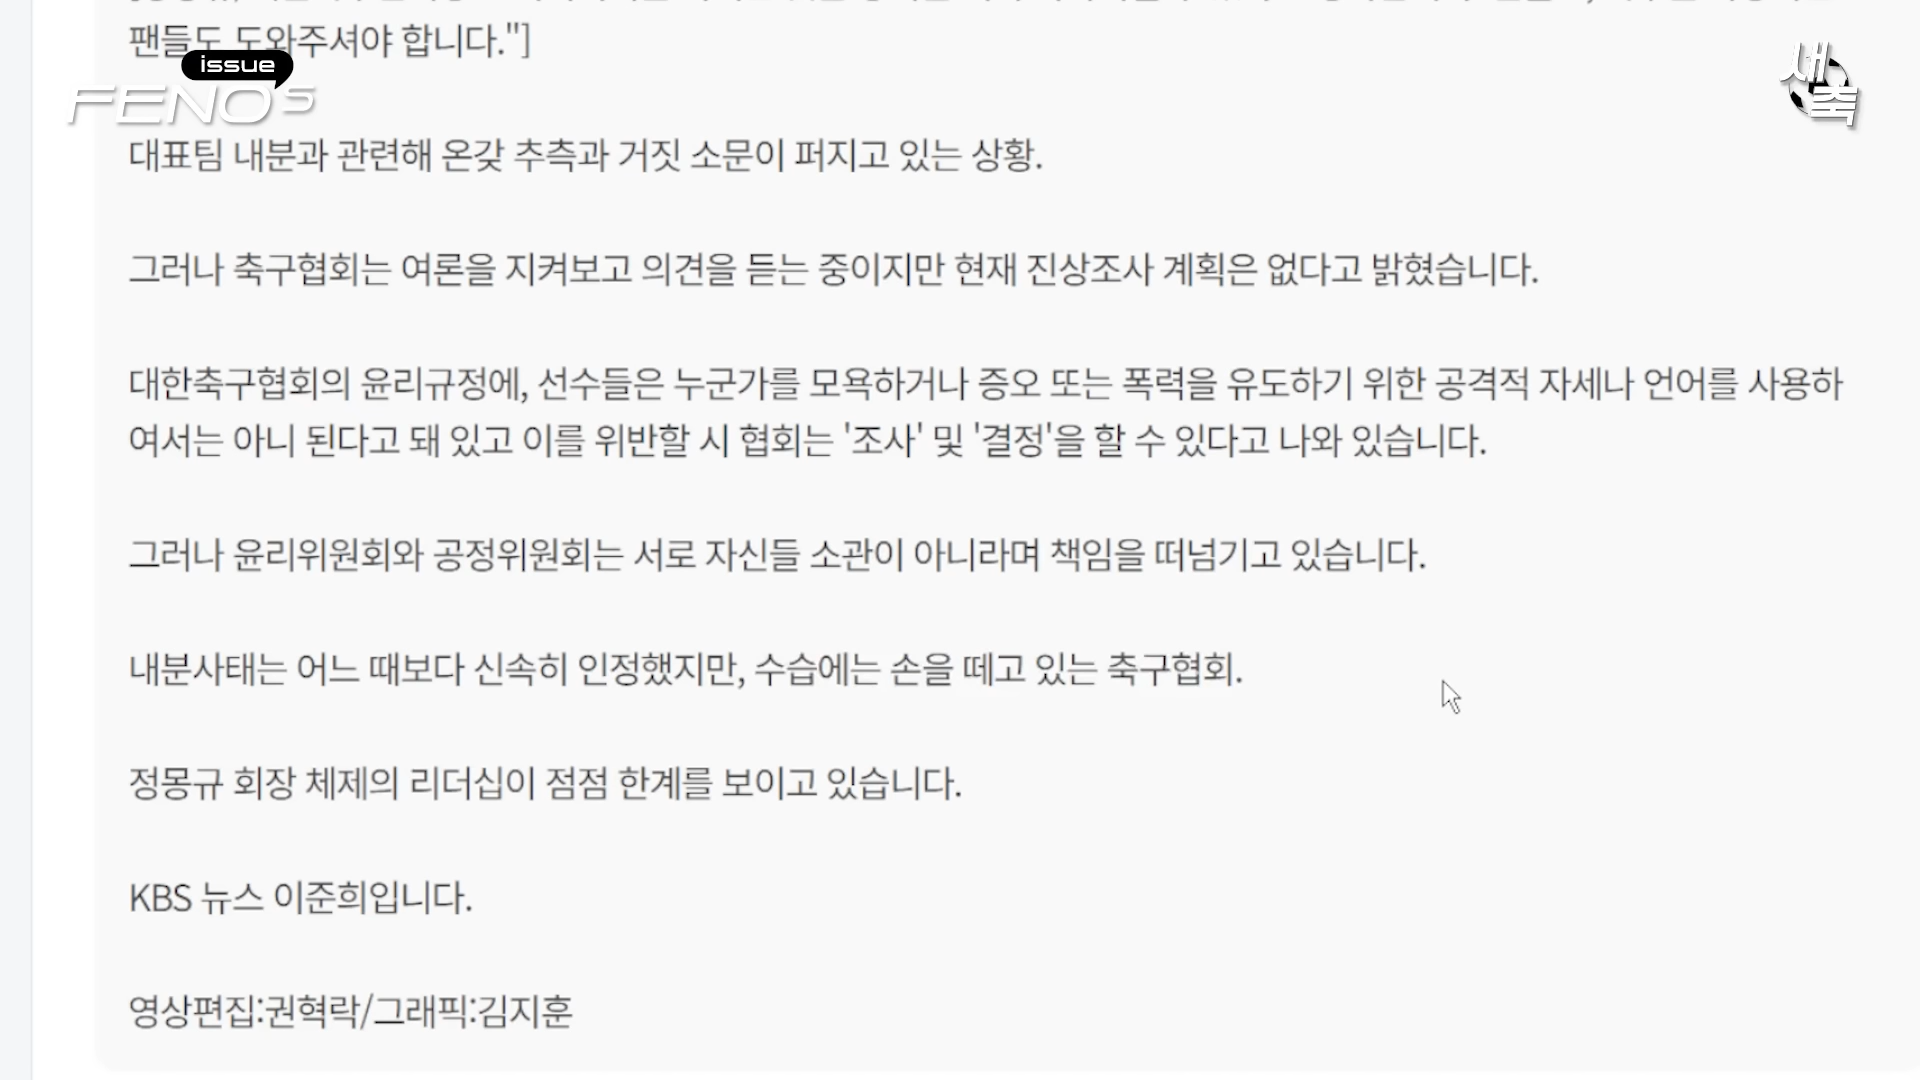 팬들도 도와주셔야 합니다."]
issue
FENO's
새축
대표팀 내분과 관련해 온갖 추측과 거짓 소문이 퍼지고 있는 상황.
그러나 축구협회는 여론을 지켜보고 의견을 듣는 중이지만 현재 진상조사 계획은 없다고 밝혔습니다.
대한축구협회의 윤리규정에, 선수들은 누군가를 모욕하거나 증오 또는 폭력을 유도하기 위한 공격적 자세나 언어를 사용하
여서는 아니 된다고 돼 있고 이를 위반할 시 협회는 '조사' 및 '결정'을 할 수 있다고 나와 있습니다.
그러나 윤리위원회와 공정위원회는 서로 자신들 소관이 아니라며 책임을 떠넘기고 있습니다.
내분사태는 어느 때보다 신속히 인정했지만, 수습에는 손을 떼고 있는 축구협회.
정몽규 회장 체제의 리더십이 점점 한계를 보이고 있습니다.
KBS 뉴스 이준희입니다.
영상편집:권혁락/그래픽:김지훈